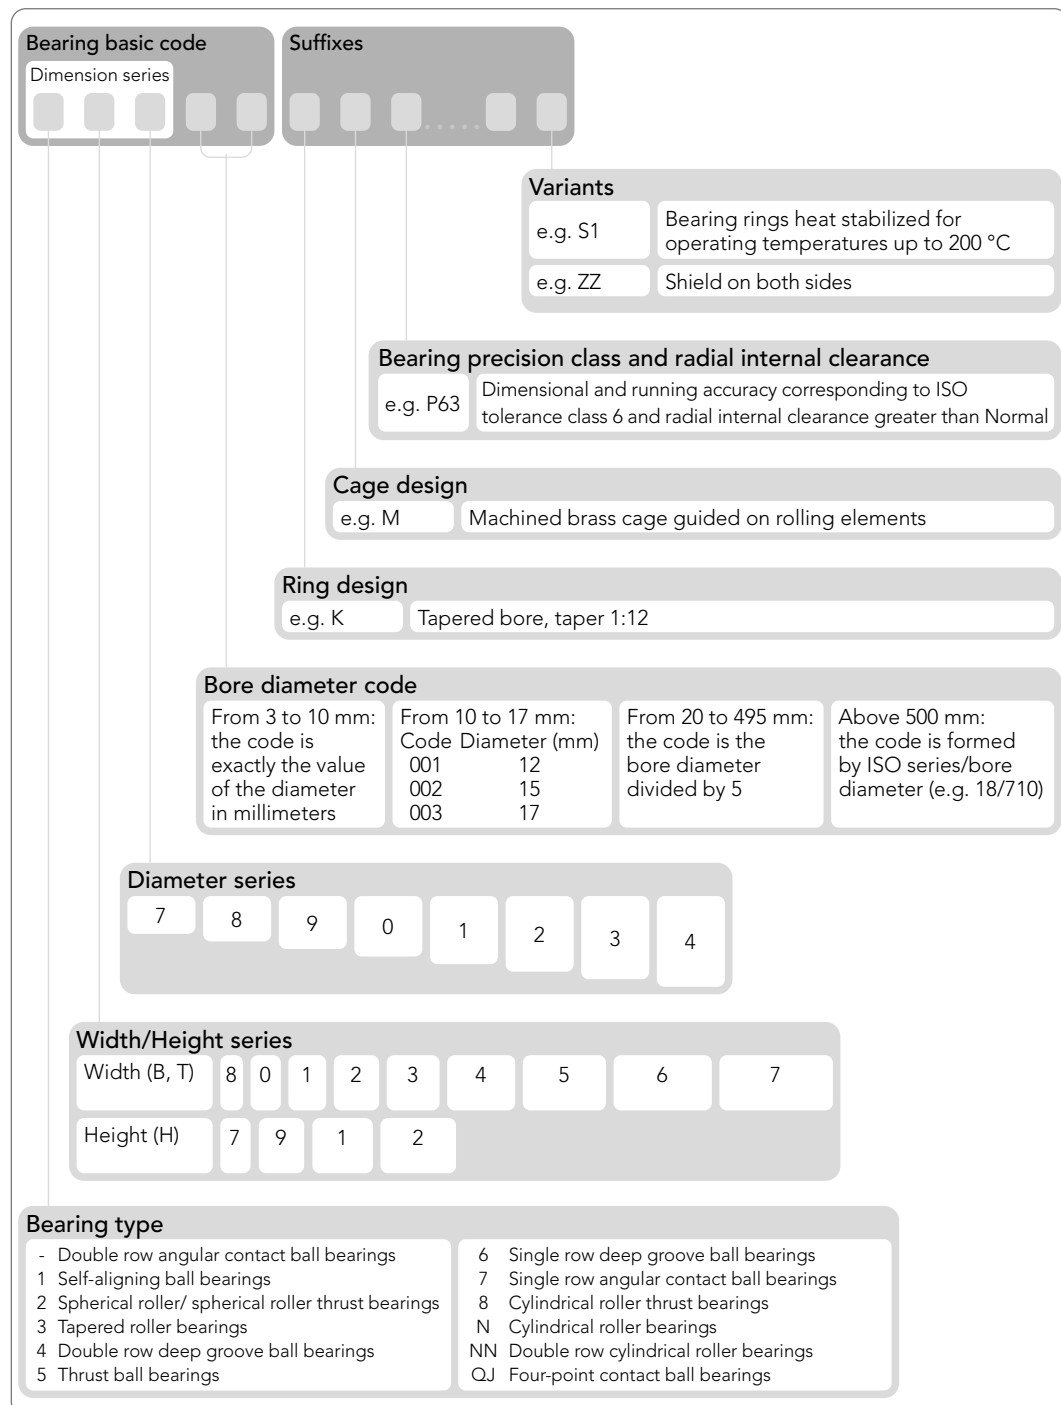 Bearing basic code
Suffixes
Dimension series
Variants
e.g. S1
Bearing rings heat stabilized for
operating temperatures up to 200 °C
e.g. ZZ
Shield on both sides
Bearing precision class and radial internal clearance
e.g. P63
Dimensional and running accuracy corresponding to ISO
tolerance class 6 and radial internal clearance greater than Normal
Cage design
e.g. M
Machined brass cage guided on rolling elements
Ring design
e.g. K
Tapered bore, taper 1:12
Bore diameter code
From 3 to 10 mm:
the code is
exactly the value
of the diameter
in millimeters
From 10 to 17 mm:
Code Diameter (mm)
001 12
002 15
003 17
From 20 to 495 mm:
the code is the
bore diameter
divided by 5
Above 500 mm:
the code is formed
by ISO series/bore
diameter (e.g. 18/710)
Diameter series
7 8 9 0 1 2 3 4
Width/Height series
Width (B, T) 8 0 1 2 3 4 5 6 7
Height (H) 7 9 1 2
Bearing type
- Double row angular contact ball bearings
1 Self-aligning ball bearings
2 Spherical roller/ spherical roller thrust bearings
3 Tapered roller bearings
4 Double row deep groove ball bearings
5 Thrust ball bearings
6 Single row deep groove ball bearings
7 Single row angular contact ball bearings
8 Cylindrical roller thrust bearings
N Cylindrical roller bearings
NN Double row cylindrical roller bearings
QJ Four-point contact ball bearings